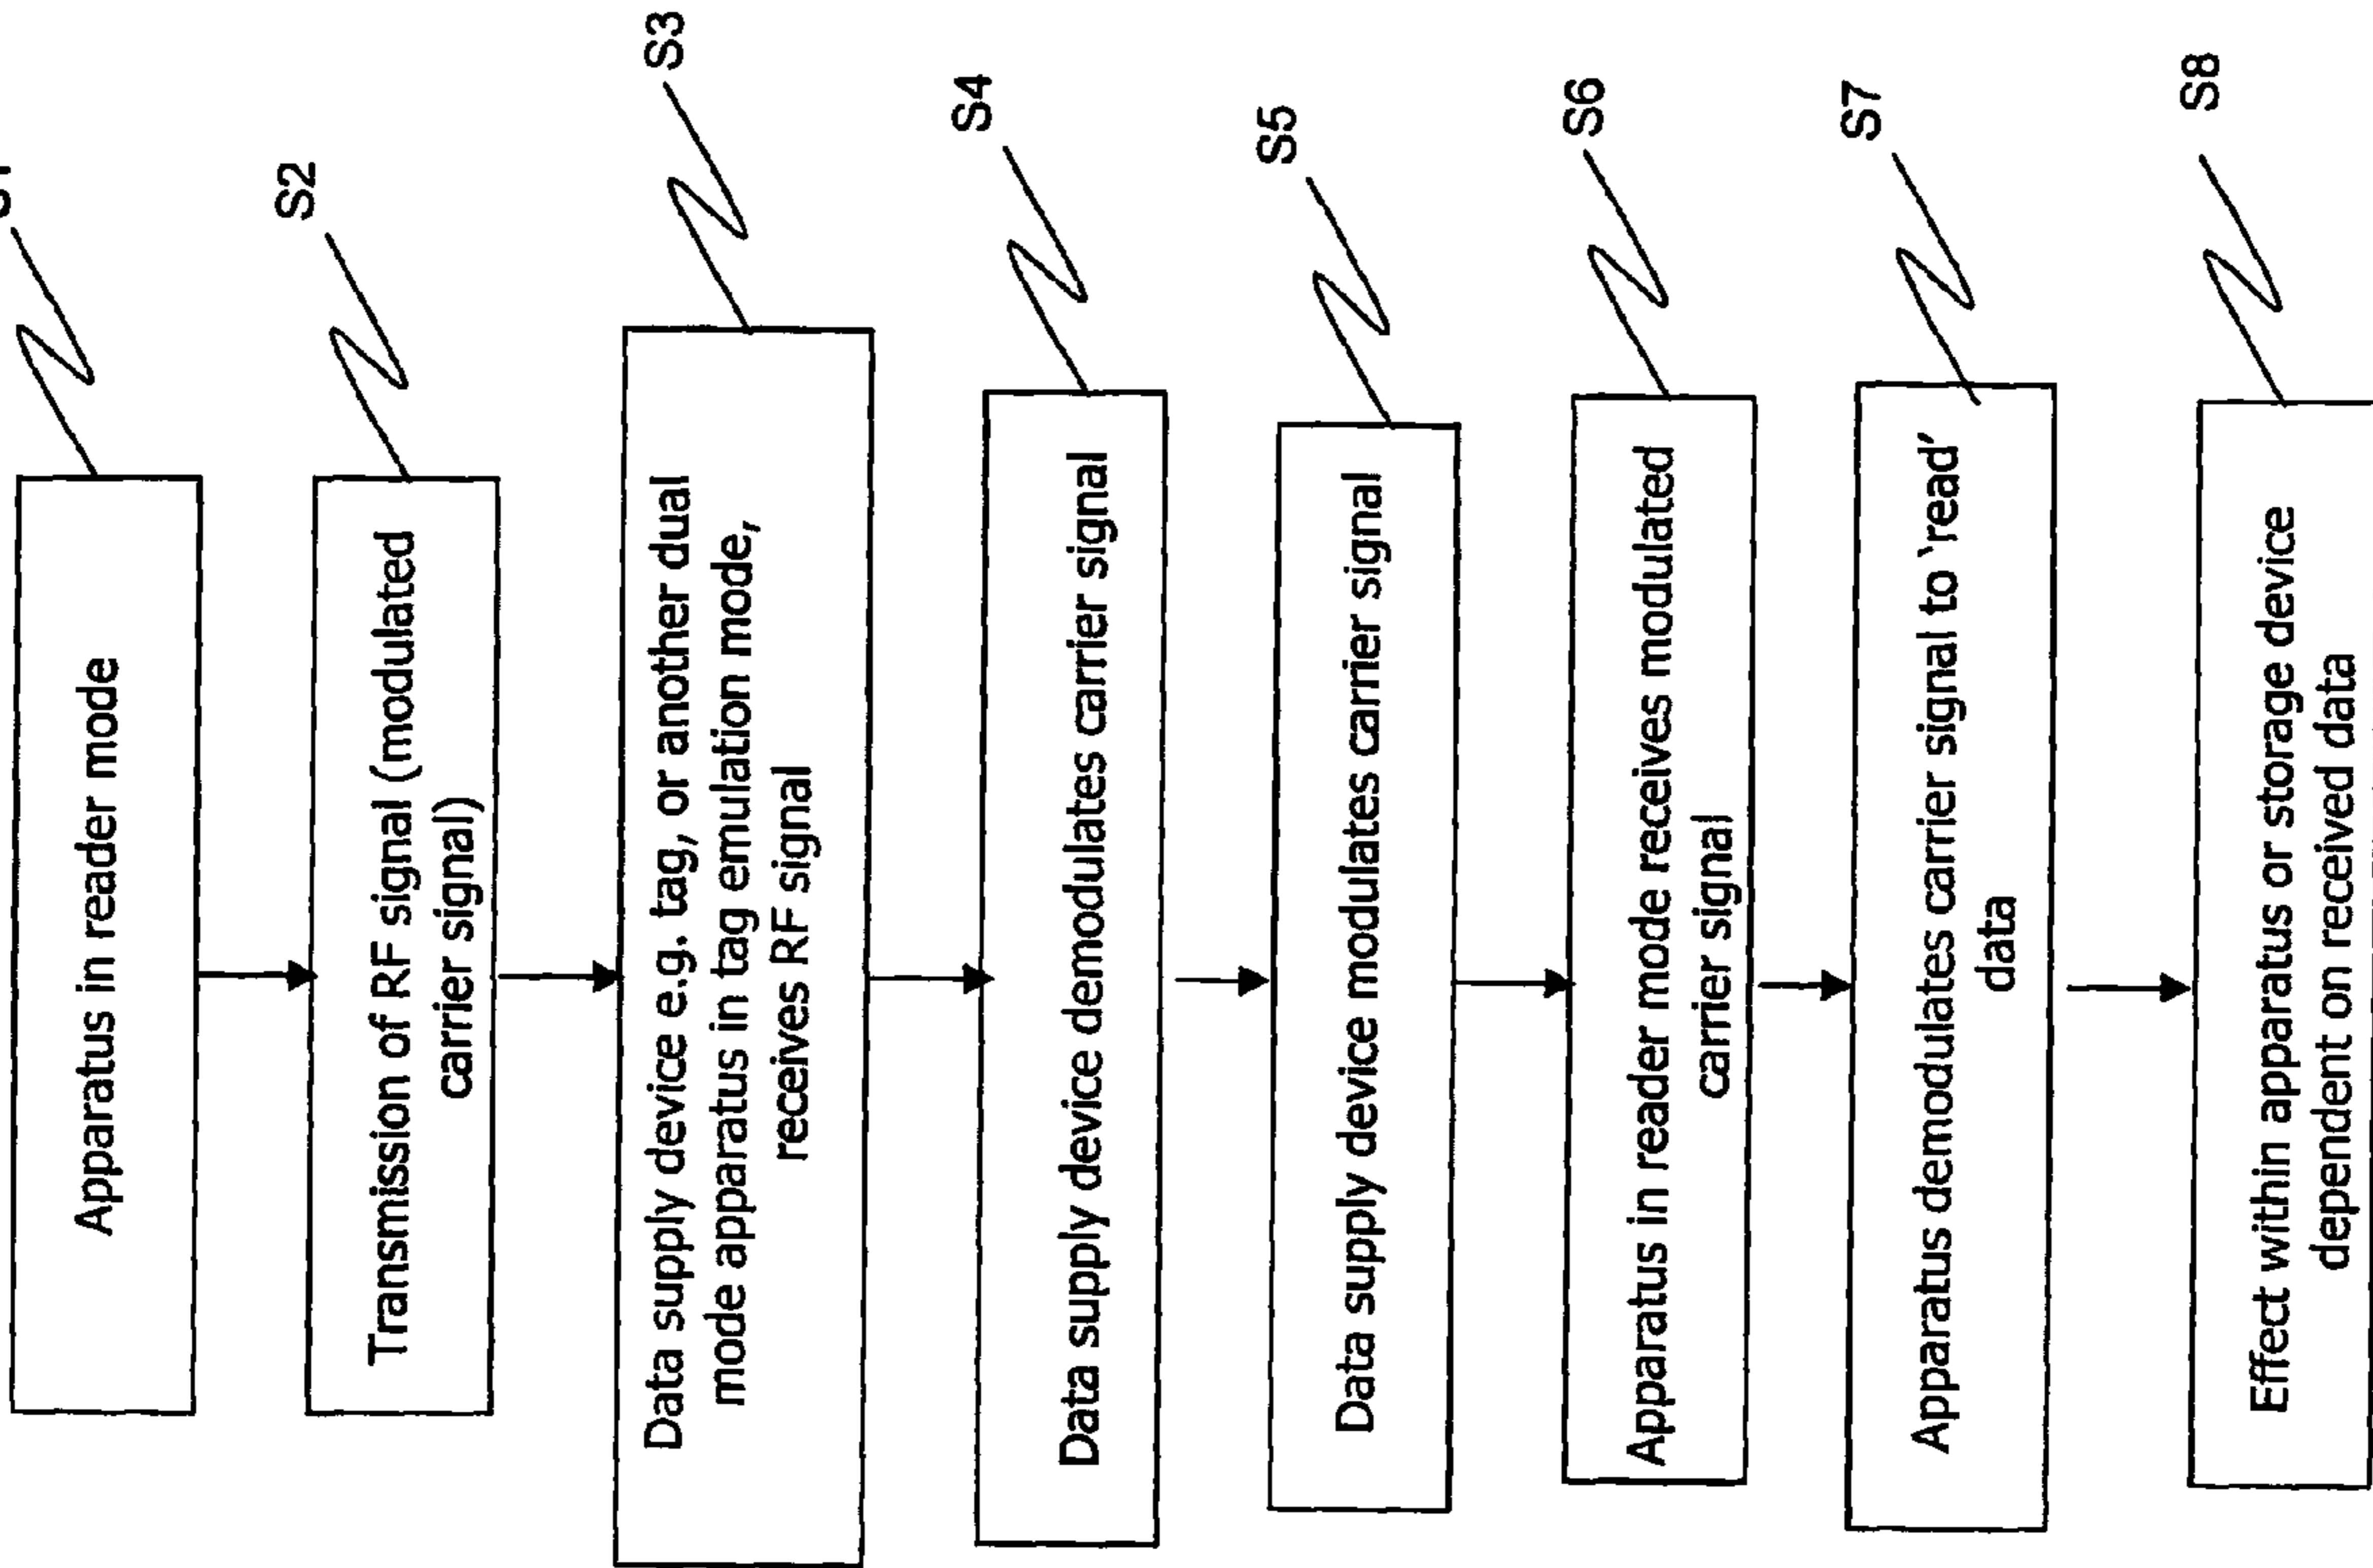 Apparatus in reader mode
S2
Transmission of RF signal (modulated
carrier signal)
S3
Data supply device e.g. tag, or another dual
mode apparatus in tag emulation mode,
receives RF signal
S4
Data supply device demodulates carrier signal
S5
Data supply device modulates carrier signal
S6
Apparatus in reader mode receives modulated
carrier signal
S7
Apparatus demodulates carrier signal to 'read'
data
S8
Effect within apparatus or storage device
dependent on received data